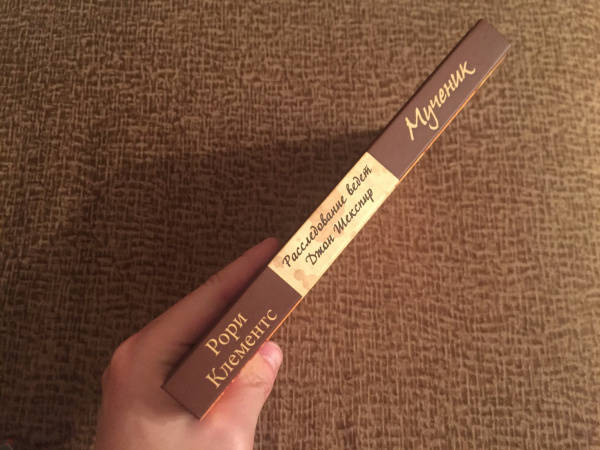 Рори
Клементс
Расследование ведет
Джон Шекспир
Мученик